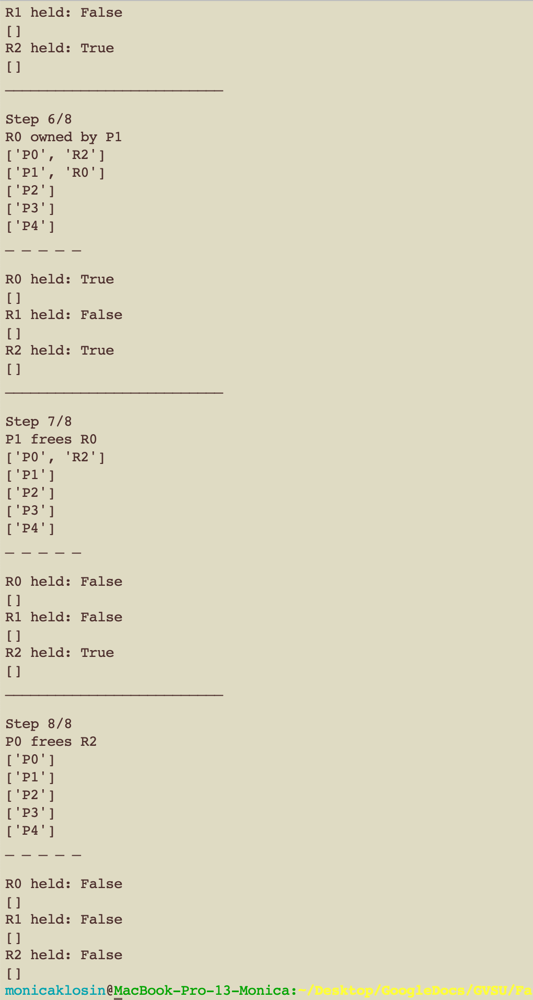 R1 held: False
[]
R2 held: True
[]
__________________________
Step 6/8
R0 owned by P1
['P0', 'R2']
['P1', 'R0']
['P2']
['P3']
['P4']
_ _ _ _ _
R0 held: True
[]
R1 held: False
[]
R2 held: True
[]
__________________________
Step 7/8
P1 frees R0
['P0', 'R2']
['P1']
['P2']
['P3']
['P4']
_ _ _ _ _
R0 held: False
[]
R1 held: False
[]
R2 held: True
[]
__________________________
Step 8/8
P0 frees R2
['P0']
['P1']
['P2']
['P3']
['P4']
_ _ _ _ _
R0 held: False
[]
R1 held: False
[]
R2 held: False
[]
monicaklosin@MacBook-Pro-13-Monica:~/Desktop/GoogleDocs/GVSU/Fa